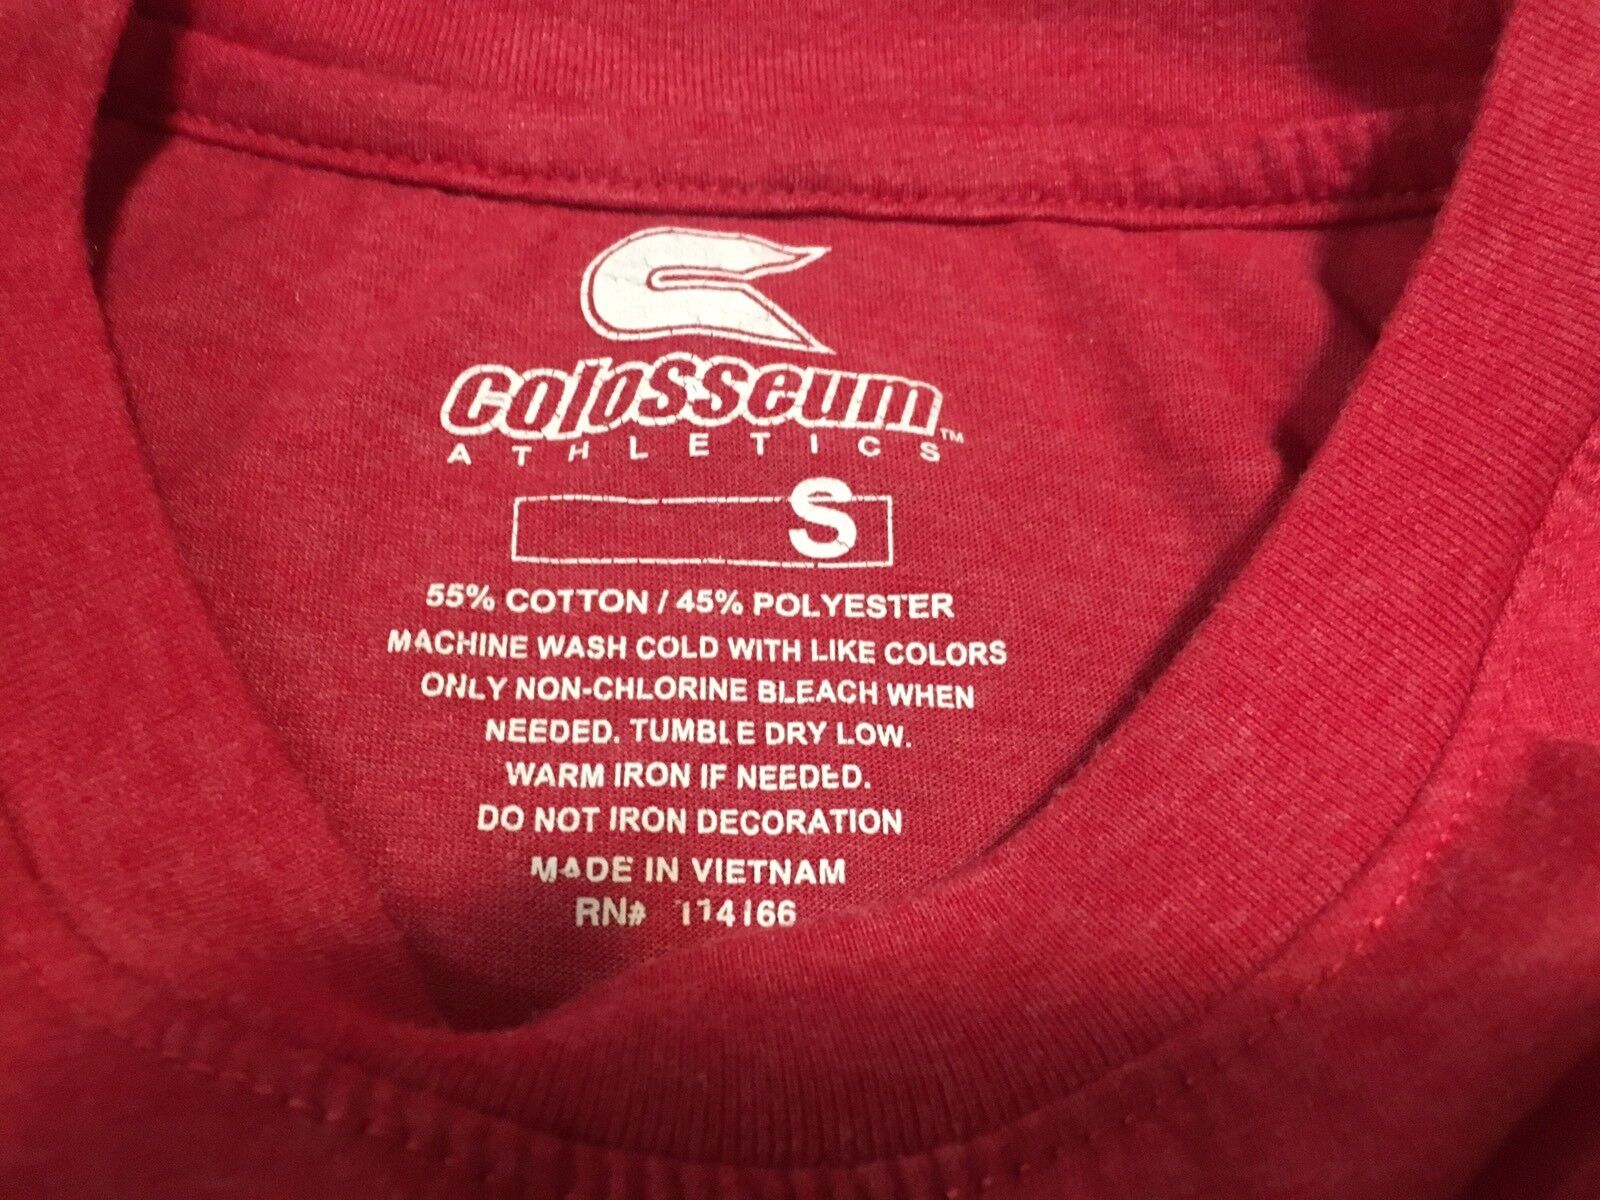 colosseum™
ATHLETICS
S
55% COTTON / 45% POLYESTER
MACHINE WASH COLD WITH LIKE COLORS
ONLY NON-CHLORINE BLEACH WHEN
NEEDED. TUMBLE DRY LOW.
WARM IRON IF NEEDED.
DO NOT IRON DECORATION
MADE IN VIETNAM
RN# 114166